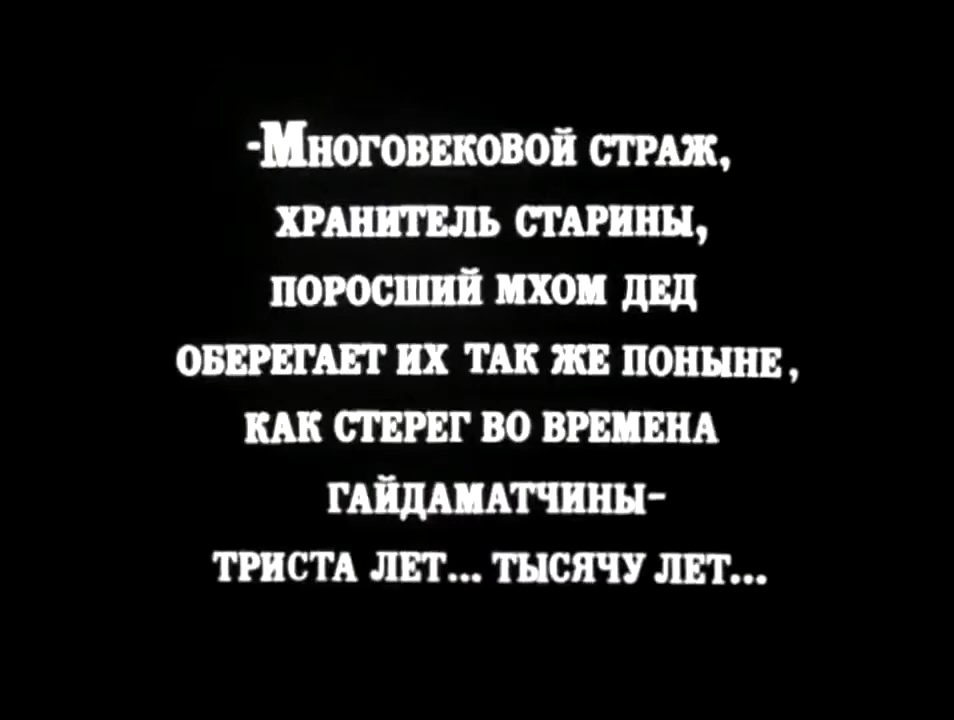 -Многовековой страж,
хранитель старины,
поросший мхом дед
оберегает их так же поныне,
как стерег во времена
гайдаматчины-
триста лет... тысячу лет...